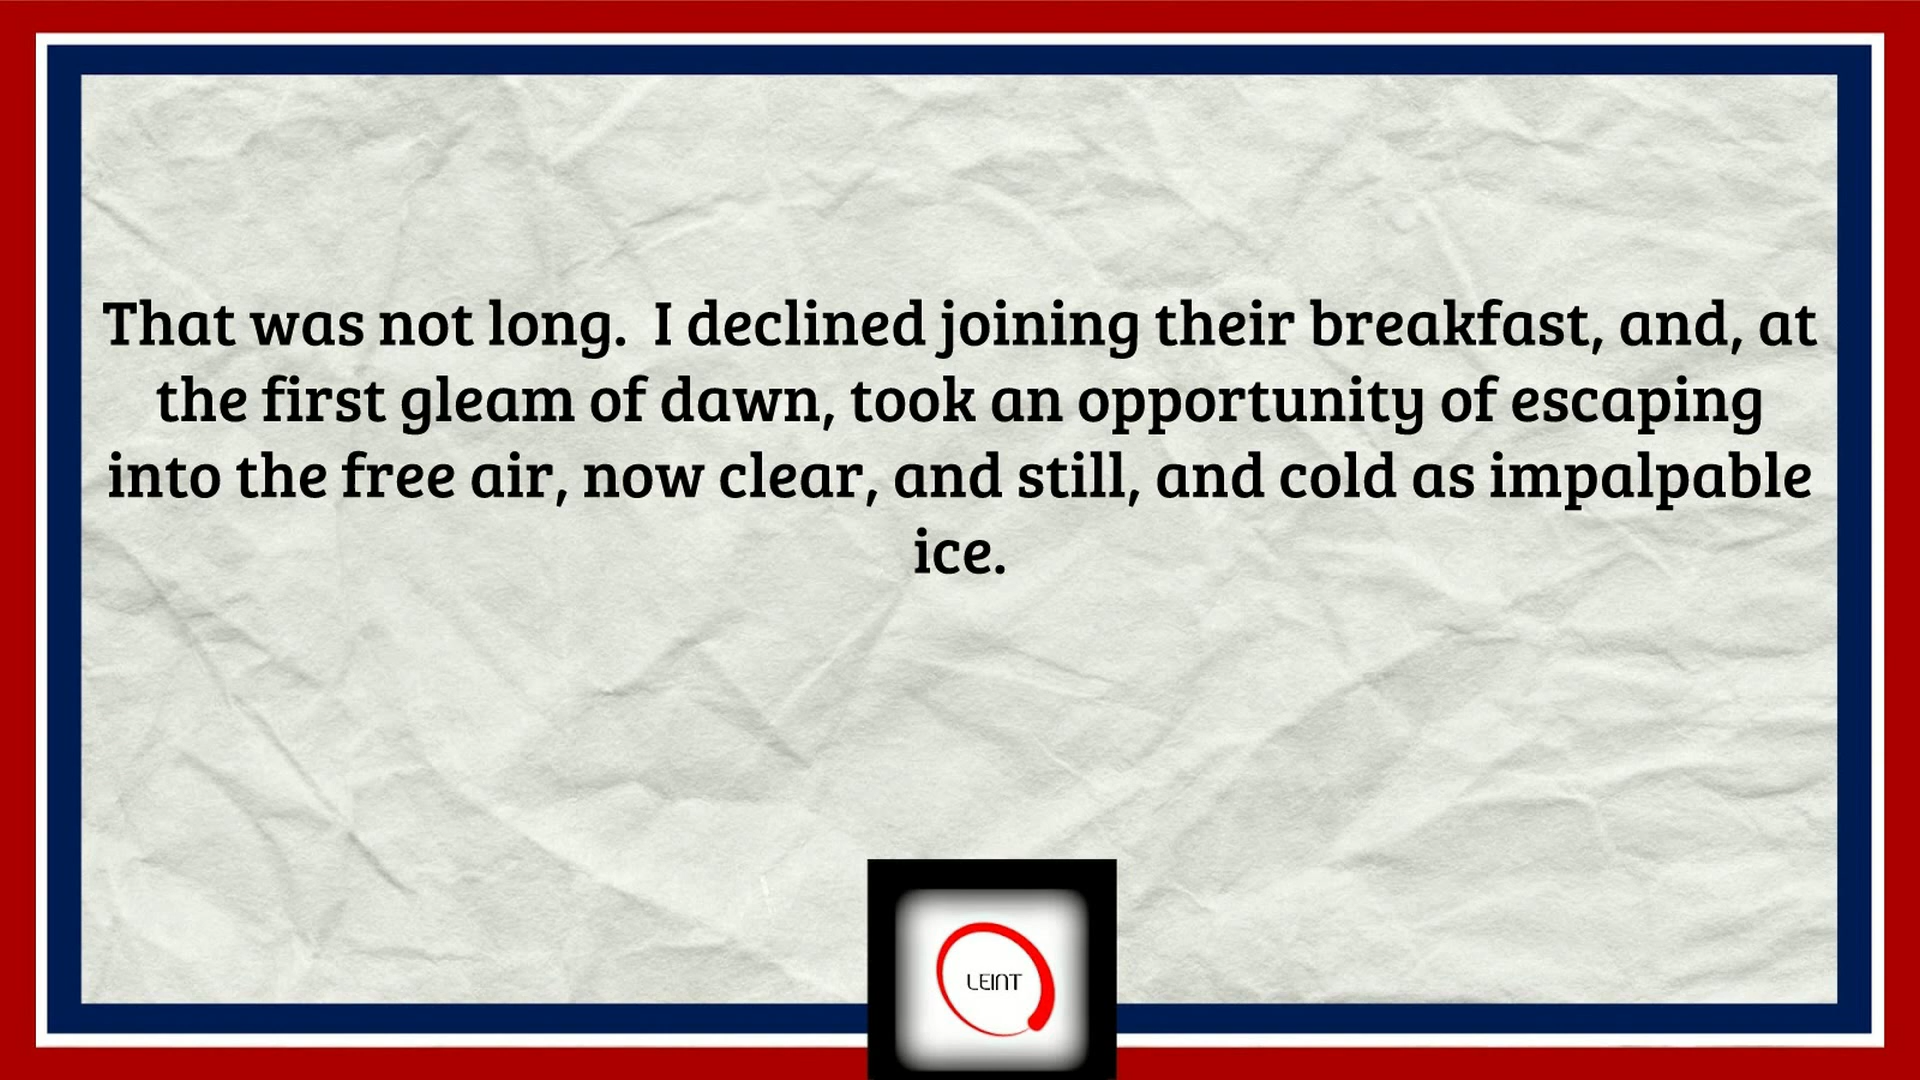 That was not long.  I declined joining their breakfast, and, at
the first gleam of dawn, took an opportunity of escaping
into the free air, now clear, and still, and cold as impalpable
ice.
LEINT